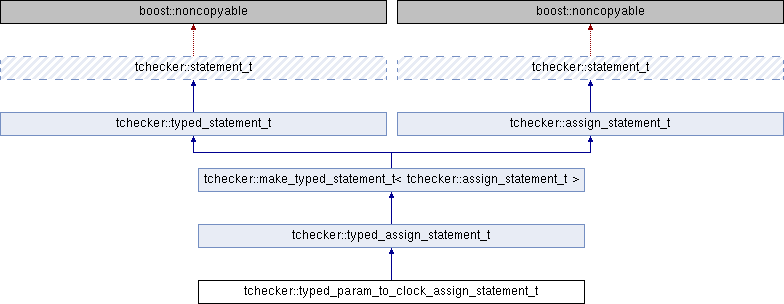 boost::noncopyable
boost::noncopyable
tchecker::statement_t
tchecker::statement_t
tchecker::typed_statement_t
tchecker::assign_statement_t
tchecker::make_typed_statement_t< tchecker::assign_statement_t >
tchecker::typed_assign_statement_t
tchecker::typed_param_to_clock_assign_statement_t